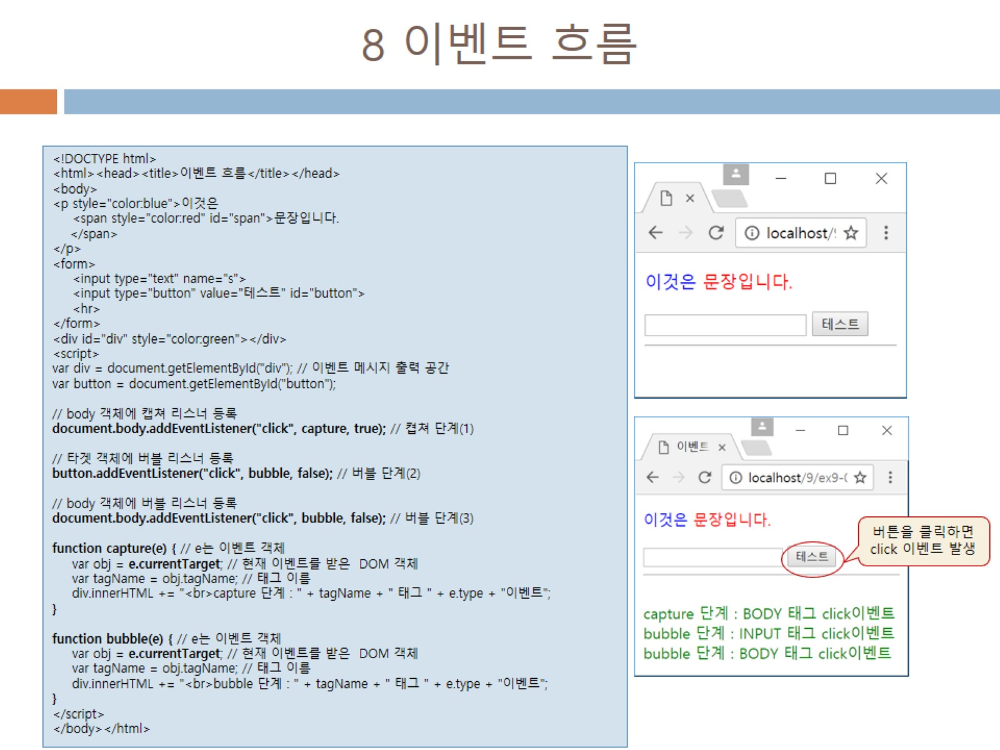 8 이벤트 흐름
<!DOCTYPE html>
<html><head><title>이벤트 흐름</title></head>
<body>
<p style="color:blue">이것은
<span style="color:red" id="span">문장입니다.
</span>
</p>
<form>
<input type="text" name="s">
<input type="button" value="테스트" id="button">
<hr>
</form>
<div id="div" style="color:green"></div>
<script>
var div = document.getElementById("div"); // 이벤트 메시지 출력 공간
var button = document.getElementById("button");
// body 객체에 캡쳐 리스너 등록
document.body.addEventListener("click", capture, true); // 켭쳐 단계(1)
// 타겟 객체에 버블 리스너 등록
button.addEventListener("click", bubble, false); // 버블 단계(2)
// body 객체에 버블 리스너 등록
document.body.addEventListener("click", bubble, false); // 버블 단계(3)
function capture(e) { // e는 이벤트 객체
var obj = e.currentTarget; // 현재 이벤트를 받은 DOM 객체
var tagName = obj.tagName; // 태그 이름
div.innerHTML += "<br>capture 단계 : " + tagName + " 태그 " + e.type + "이벤트";
}
function bubble(e) { // e는 이벤트 객체
var obj = e.currentTarget; // 현재 이벤트를 받은 DOM 객체
var tagName = obj.tagName; // 태그 이름
div.innerHTML += "<br>bubble 단계 : " + tagName + " 태그 " + e.type + "이벤트";
}
</script>
</body></html>
localhost/
이것은 문장입니다.
테스트
이벤트
localhost/9/ex9-0
이것은 문장입니다.
테스트
버튼을 클릭하면
click 이벤트 발생
capture 단계 : BODY 태그 click이벤트
bubble 단계 : INPUT 태그 click이벤트
bubble 단계 : BODY 태그 click이벤트